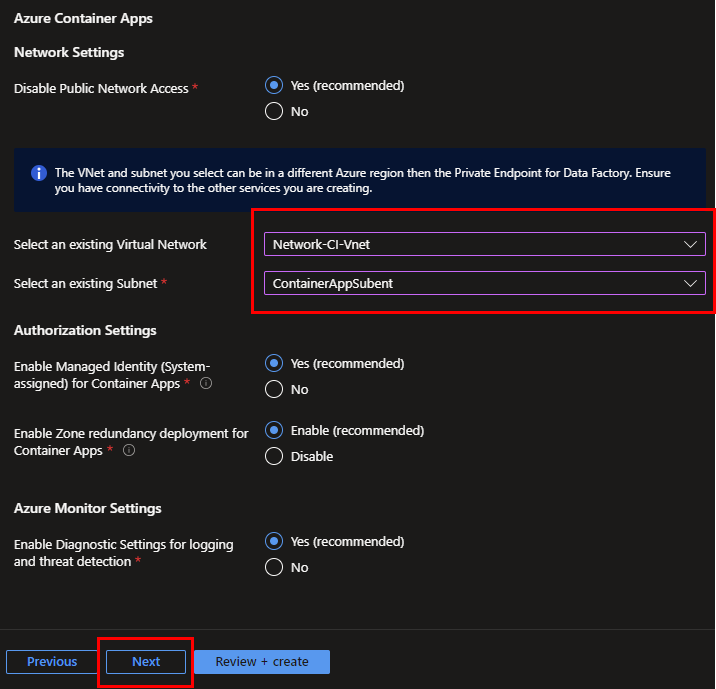 Azure Container Apps
Network Settings
Disable Public Network Access *
Yes (recommended)
No
The VNet and subnet you select can be in a different Azure region then the Private Endpoint for Data Factory. Ensure
you have connectivity to the other services you are creating.
Select an existing Virtual Network
Network-CI-Vnet
Select an existing Subnet *
ContainerAppSubent
Authorization Settings
Enable Managed Identity (System-
assigned) for Container Apps *
Yes (recommended)
No
Enable Zone redundancy deployment for
Container Apps *
Enable (recommended)
Disable
Azure Monitor Settings
Enable Diagnostic Settings for logging
and threat detection *
Yes (recommended)
No
Previous
Next
Review + create